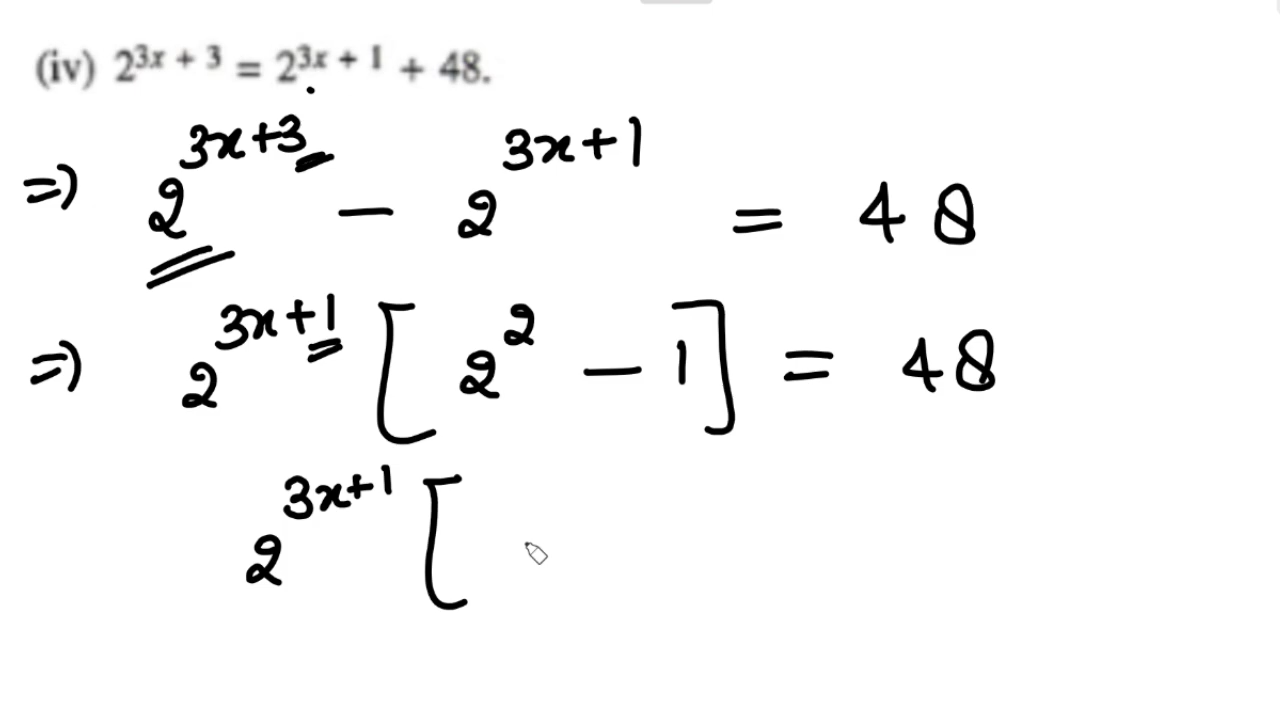 (iv) 2^{3x + 3} = 2^{3x + 1} + 48.
=) 2^{3x+3} - 2^{3x+1} = 48
=) 2^{3x+1} [ 2^2 - 1 ] = 48
2^{3x+1} [